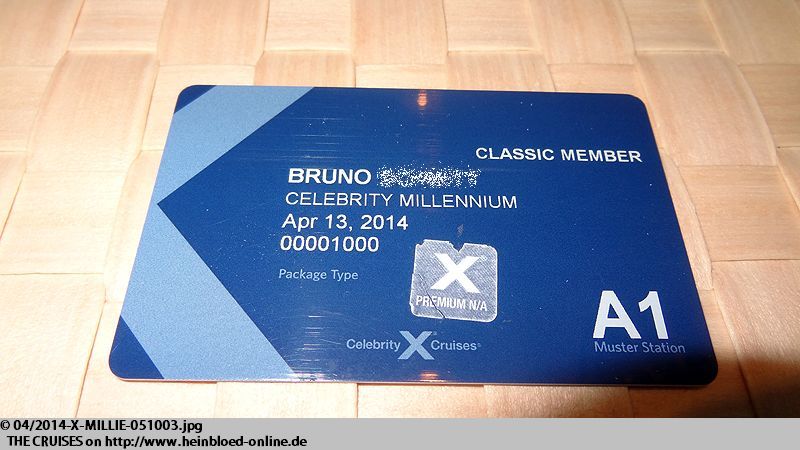 CLASSIC MEMBER
BRUNO
CELEBRITY MILLENNIUM
Apr 13, 2014
00001000
Package Type
X
PREMIUM N/A
A1
Muster Station
Celebrity X Cruises®
© 04/2014-X-MILLIE-051003.jpg
THE CRUISES on http://www.heinbloed-online.de